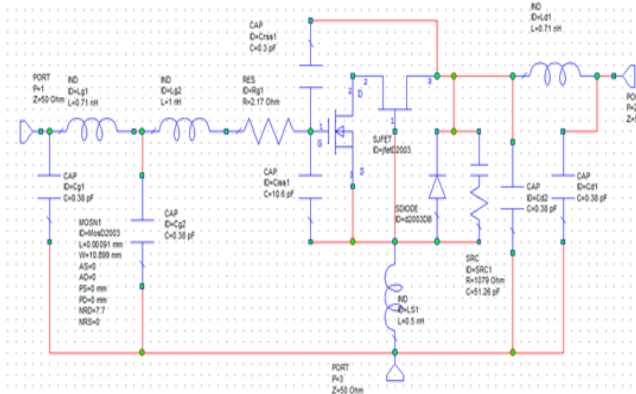 CAP
ID=Crss1
C=0.3 pF
IND
ID=Ld1
L=0.71 nH
PORT
P=1
Z=50 Ohm
IND
ID=Lg1
L=0.71 nH
IND
ID=Lg2
L=1 nH
RES
ID=Rg1
R=2.17 Ohm
2
D
2
3
1
G
S
3
1
SJFET
ID=jfetD2003
CAP
ID=Cg1
C=0.38 pF
CAP
ID=Ciss1
C=10.6 pF
CAP
ID=Cd2
C=0.38 pF
CAP
ID=Cd1
C=0.38 pF
MOSN1
ID=MosD2003
L=0.00091 mm
W=10.899 mm
AS=0
AD=0
PS=0 mm
PD=0 mm
NRD=7.7
NRS=0
CAP
ID=Cg2
C=0.38 pF
SDIODE
ID=d2003DB
SRC
ID=SRC1
R=1079 Ohm
C=51.26 pF
IND
ID=LS1
L=0.5 nH
PORT
P=3
Z=50 Ohm